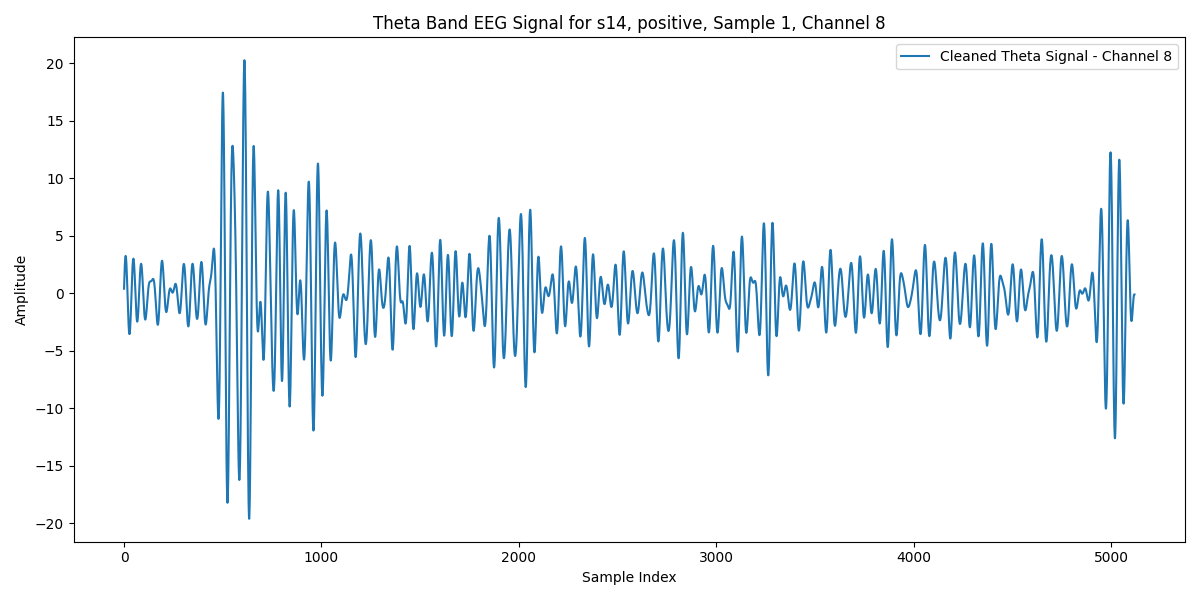 Theta Band EEG Signal for s14, positive, Sample 1, Channel 8
Cleaned Theta Signal - Channel 8
Amplitude
20
15
10
5
0
−5
−10
−15
−20
0 1000 2000 3000 4000 5000
Sample Index